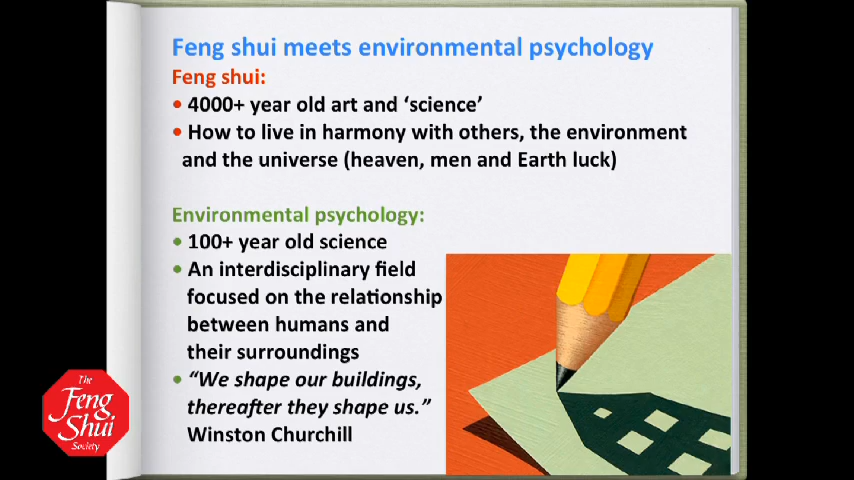 Feng shui meets environmental psychology
Feng shui:
• 4000+ year old art and ‘science’
• How to live in harmony with others, the environment
and the universe (heaven, men and Earth luck)
Environmental psychology:
• 100+ year old science
• An interdisciplinary field
focused on the relationship
between humans and
their surroundings
• “We shape our buildings,
thereafter they shape us.”
Winston Churchill
The
Feng
Shui
Society